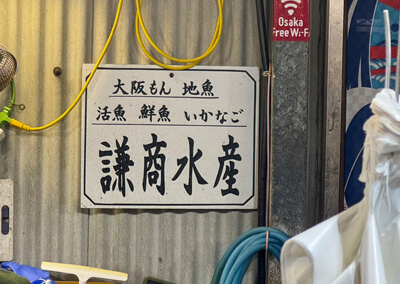 Osaka
Free Wi-Fi
大阪もん 地魚
活魚 鮮魚 いかなご
謙商水産